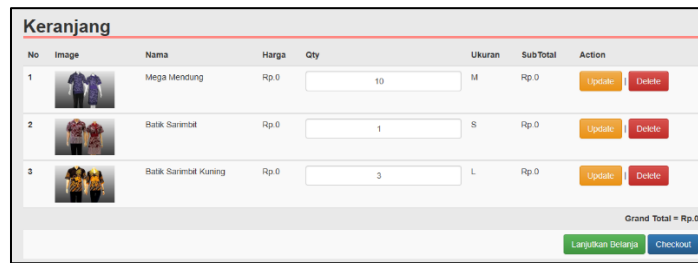 Keranjang
No Image Nama Harga Qty Ukuran SubTotal Action
1 Mega Mendung Rp.0 10 M Rp.0 Update | Delete
2 Batik Sarimbit Rp.0 1 S Rp.0 Update | Delete
3 Batik Sarimbit Kuning Rp.0 3 L Rp.0 Update | Delete
Grand Total = Rp.0
Lanjutkan Belanja Checkout